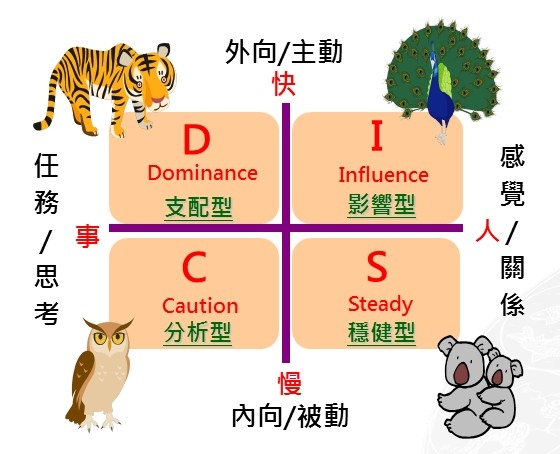 外向/主動
快
D
Dominance
支配型
I
Influence
影響型
任務/思考
事
人
感覺/關係
C
Caution
分析型
S
Steady
穩健型
慢
內向/被動